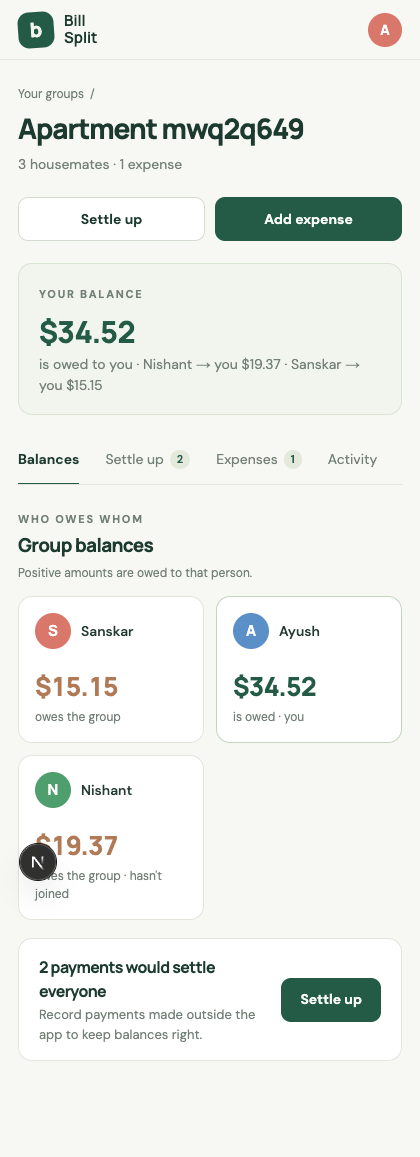 b
Bill
Split
A
Your groups /
Apartment mwq2q649
3 housemates · 1 expense
Settle up
Add expense
YOUR BALANCE
$34.52
is owed to you · Nishant → you $19.37 · Sanskar →
you $15.15
Balances
Settle up 2
Expenses 1
Activity
WHO OWES WHOM
Group balances
Positive amounts are owed to that person.
S Sanskar
$15.15
owes the group
A Ayush
$34.52
is owed · you
N Nishant
$19.37
N
owes the group · hasn't
joined
2 payments would settle
everyone
Record payments made outside the
app to keep balances right.
Settle up